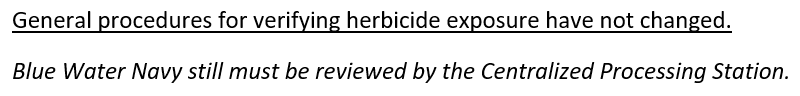 General procedures for verifying herbicide exposure have not changed.
Blue Water Navy still must be reviewed by the Centralized Processing Station.